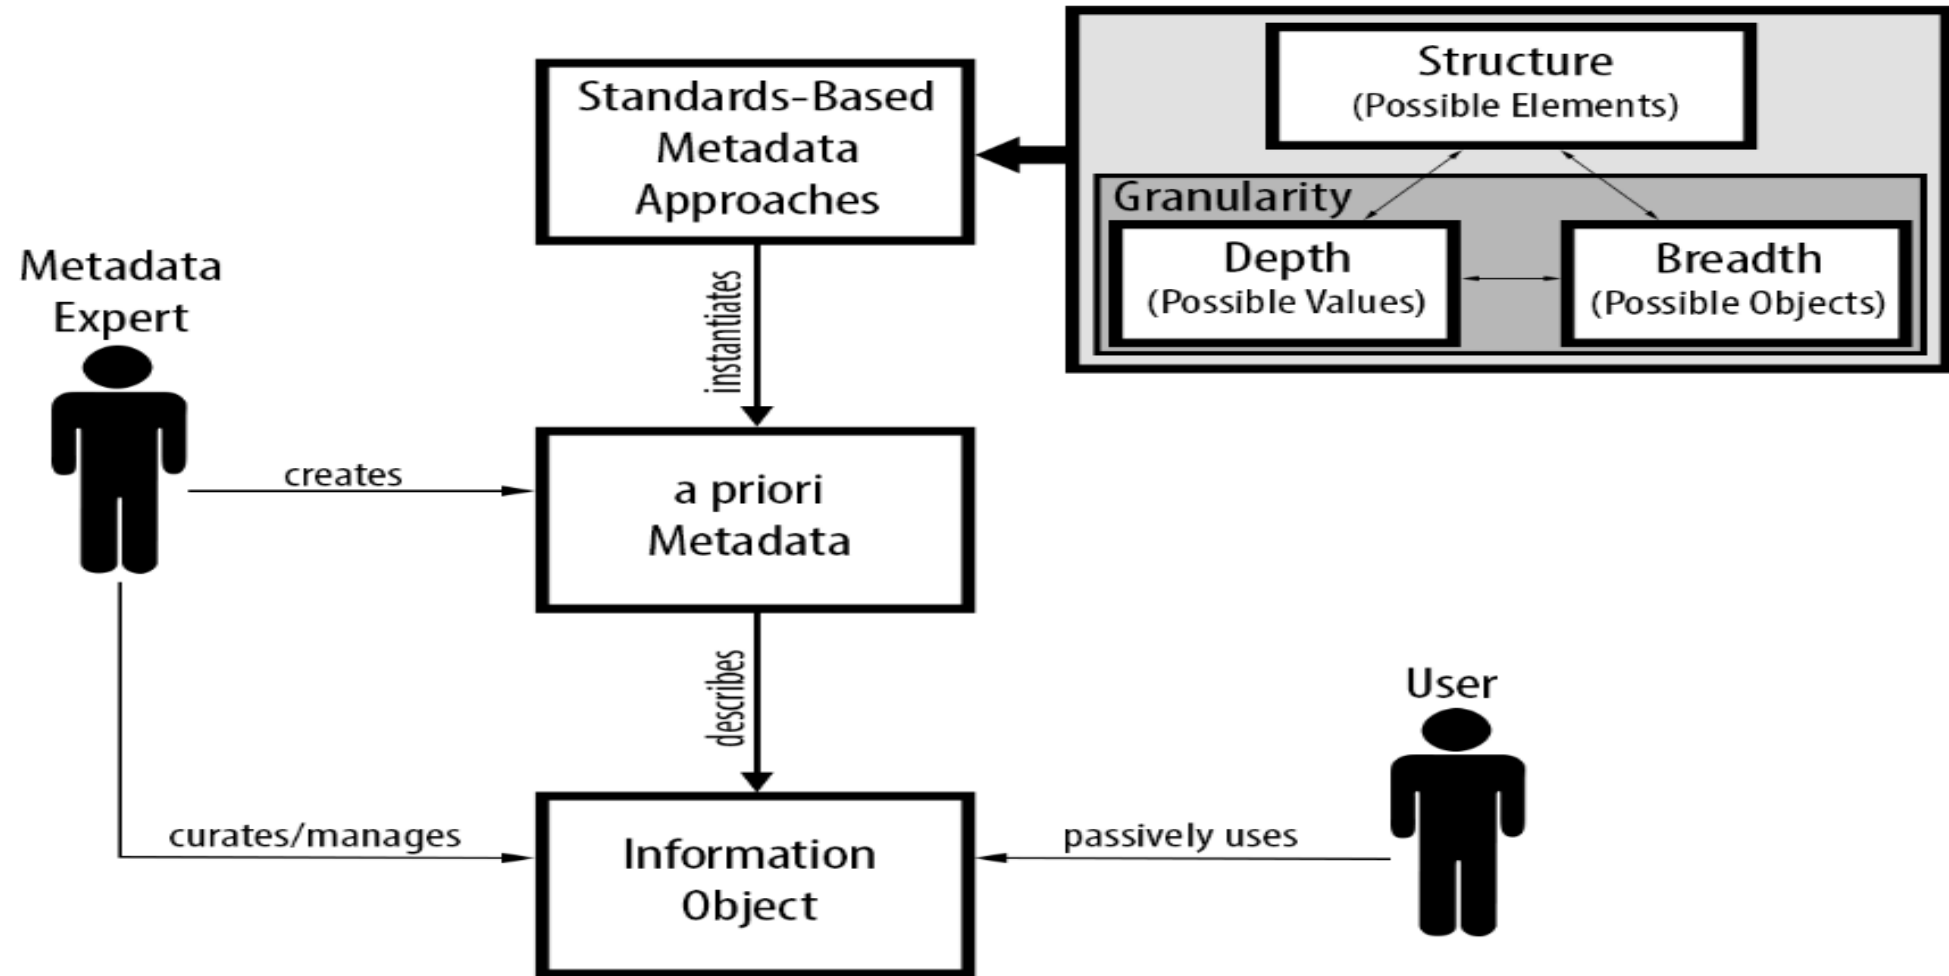 Structure
(Possible Elements)
Standards-Based
Metadata
Approaches
Granularity
Depth
(Possible Values)
Breadth
(Possible Objects)
Metadata
Expert
instantiates
creates
a priori
Metadata
describes
User
curates/manages
Information
Object
passively uses